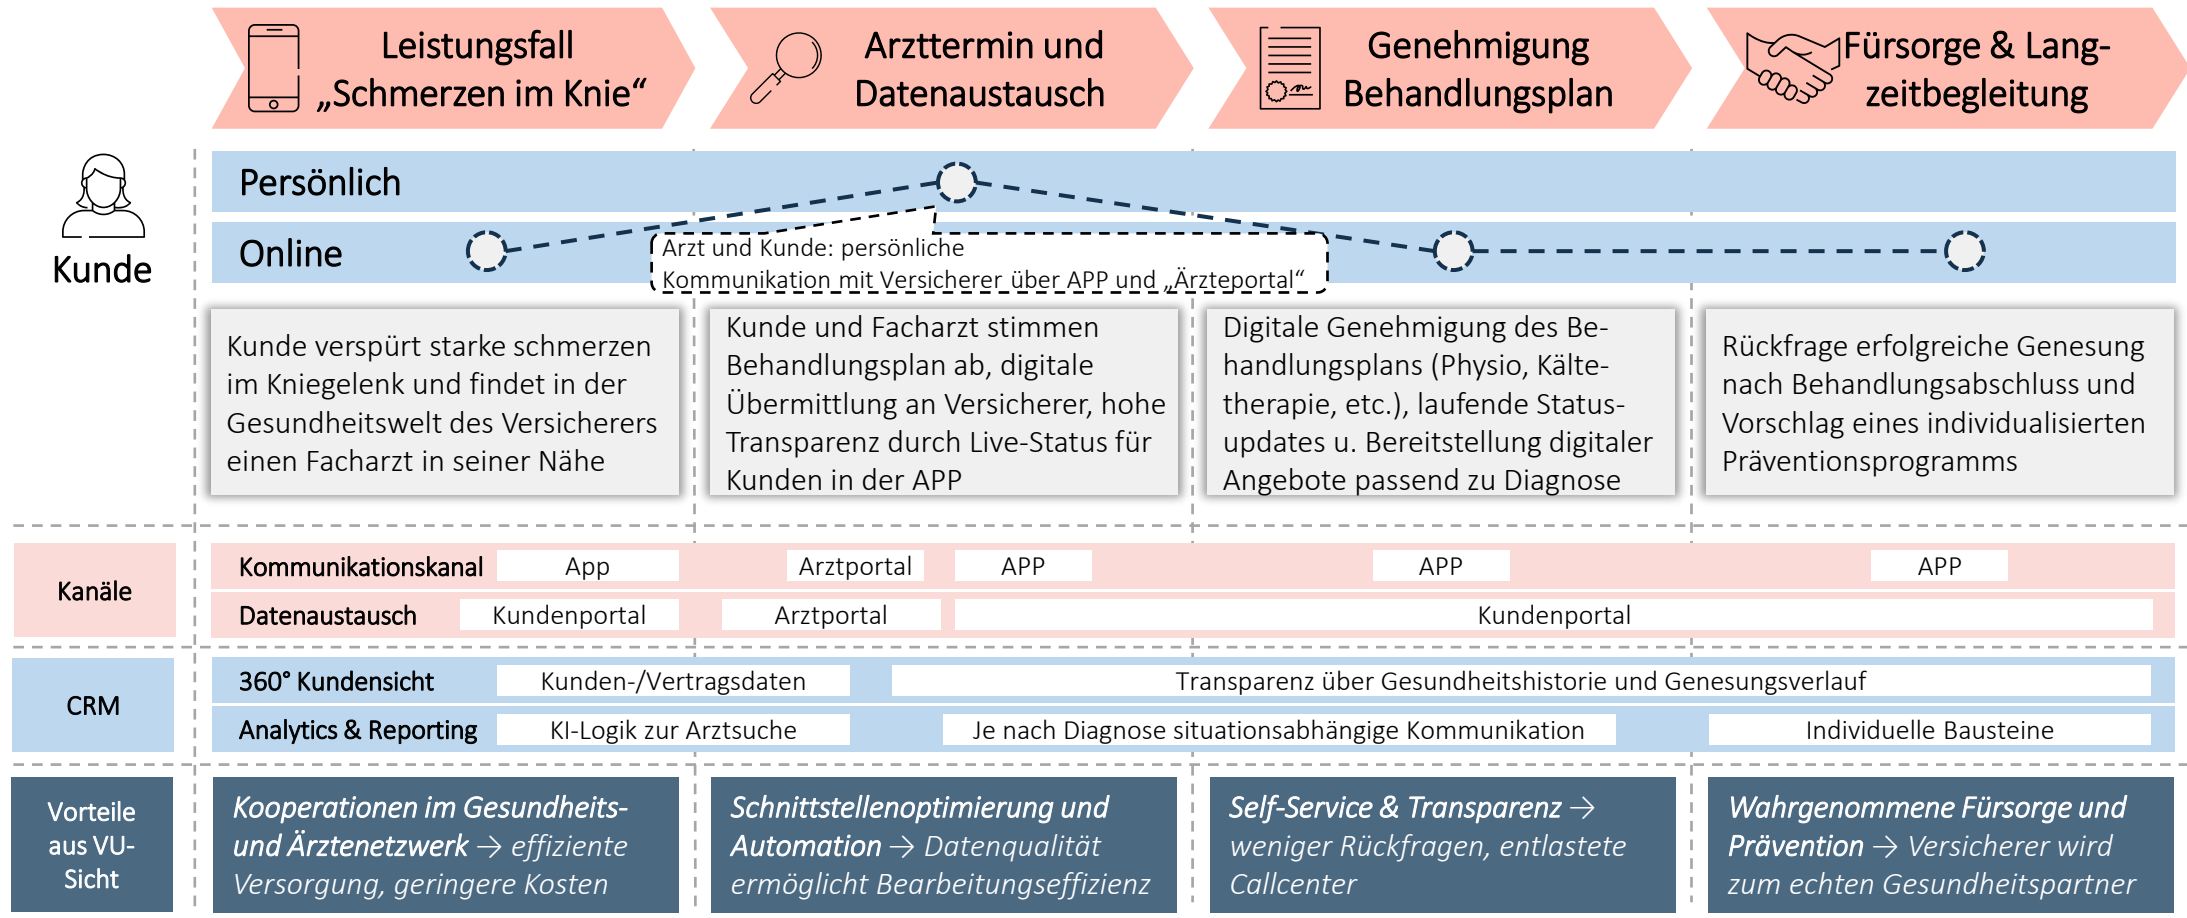 Leistungsfall
„Schmerzen im Knie“
Arzttermin und
Datenaustausch
Genehmigung
Behandlungsplan
Fürsorge & Lang-
zeitbegleitung
Kunde
Persönlich
Online
Arzt und Kunde: persönliche
Kommunikation mit Versicherer über APP und „Ärzteportal“
Kunde verspürt starke schmerzen
im Kniegelenk und findet in der
Gesundheitswelt des Versicherers
einen Facharzt in seiner Nähe
Kunde und Facharzt stimmen
Behandlungsplan ab, digitale
Übermittlung an Versicherer, hohe
Transparenz durch Live-Status für
Kunden in der APP
Digitale Genehmigung des Be-
handlungsplans (Physio, Kälte-
therapie, etc.), laufende Status-
updates u. Bereitstellung digitaler
Angebote passend zu Diagnose
Rückfrage erfolgreiche Genesung
nach Behandlungsabschluss und
Vorschlag eines individualisierten
Präventionsprogramms
Kanäle
Kommunikationskanal
App
Arztportal
APP
APP
APP
Datenaustausch
Kundenportal
Arztportal
Kundenportal
CRM
360° Kundensicht
Kunden-/Vertragsdaten
Transparenz über Gesundheitshistorie und Genesungsverlauf
Analytics & Reporting
KI-Logik zur Arztsuche
Je nach Diagnose situationsabhängige Kommunikation
Individuelle Bausteine
Vorteile
aus VU-
Sicht
Kooperationen im Gesundheits-
und Ärztenetzwerk → effiziente
Versorgung, geringere Kosten
Schnittstellenoptimierung und
Automation → Datenqualität
ermöglicht Bearbeitungseffizienz
Self-Service & Transparenz →
weniger Rückfragen, entlastete
Callcenter
Wahrgenommene Fürsorge und
Prävention → Versicherer wird
zum echten Gesundheitspartner